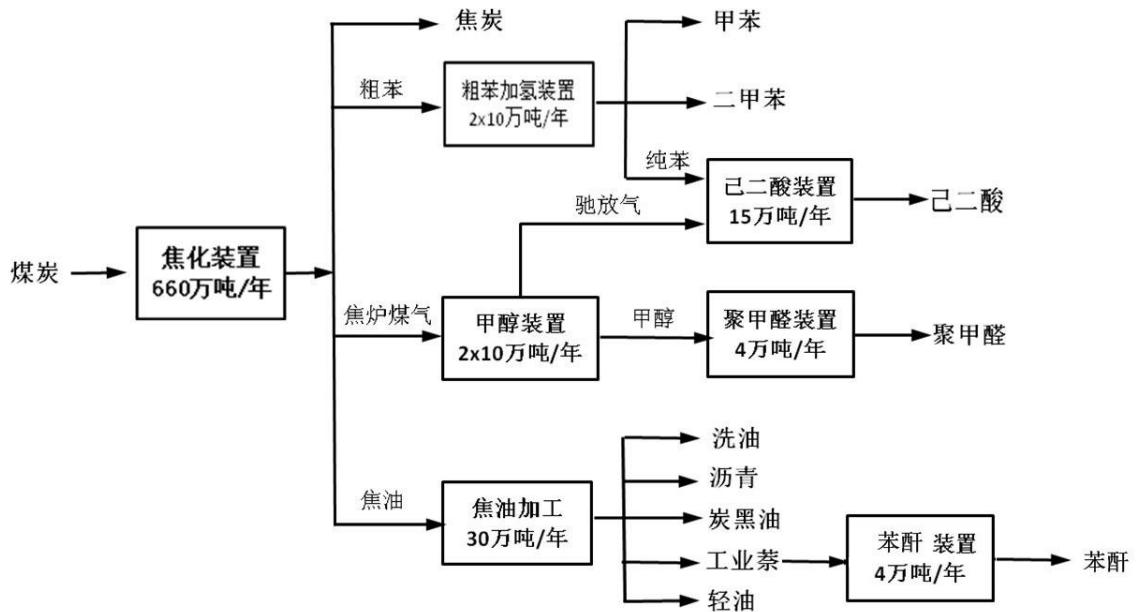 焦炭
甲苯
粗苯
粗苯加氢装置
2x10万吨/年
二甲苯
纯苯
己二酸装置
15万吨/年
己二酸
驰放气
煤炭
焦化装置
660万吨/年
焦炉煤气
甲醇装置
2x10万吨/年
甲醇
聚甲醛装置
4万吨/年
聚甲醛
洗油
沥青
焦油
焦油加工
30万吨/年
炭黑油
工业萘
苯酐 装置
4万吨/年
苯酐
轻油